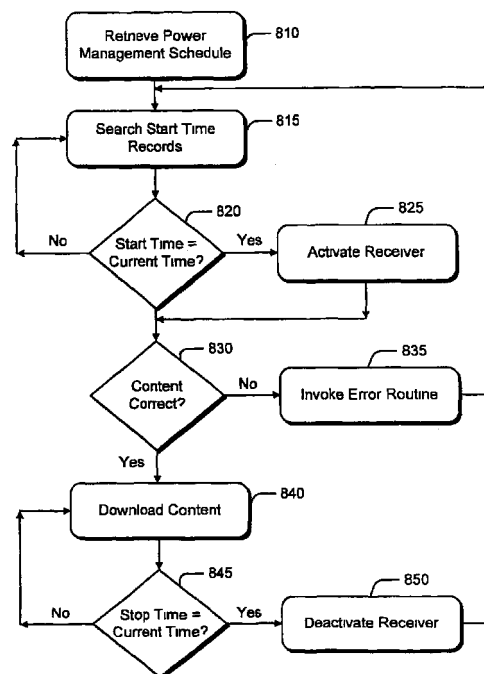 Retrieve Power
Management Schedule
810
Search Start Time
Records
815
820
Start Time =
Current Time?
No
Yes
825
Activate Receiver
830
Content
Correct?
No
835
Invoke Error Routine
Yes
840
Download Content
845
Stop Time =
Current Time?
No
Yes
850
Deactivate Receiver